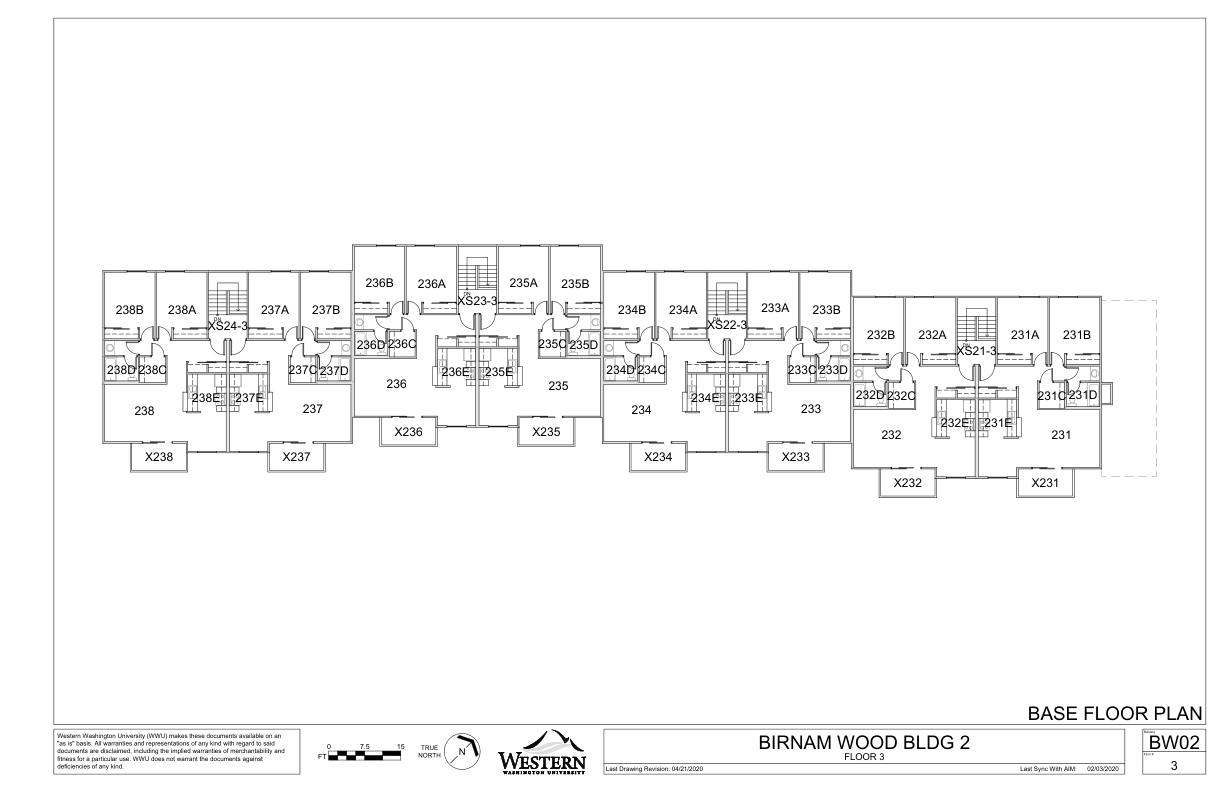 236B
236A
235A
235B
DN
XS23-3
238B
238A
237A
237B
DN
XS24-3
234B
234A
233A
233B
DN
XS22-3
232B
232A
231A
231B
DN
XS21-3
236D
236C
235C
235D
238D
238C
237C
237D
234D
234C
233C
233D
232D
232C
231C
231D
236
236E
235E
235
238
238E
237E
237
234
234E
233E
233
232
232E
231E
231
X236
X235
X238
X237
X234
X233
X232
X231
BASE FLOOR PLAN
Western Washington University (WWU) makes these documents available on an
"as is" basis. All warranties and representations of any kind with regard to said
documents are disclaimed, including the implied warranties of merchantability and
fitness for a particular use. WWU does not warrant the documents against
deficiencies of any kind.
0 7.5 15
FT
TRUE
NORTH
N
WESTERN
WASHINGTON UNIVERSITY
BIRNAM WOOD BLDG 2
FLOOR 3
Last Drawing Revision: 04/21/2020
Last Sync With AIM: 02/03/2020
BW02
3